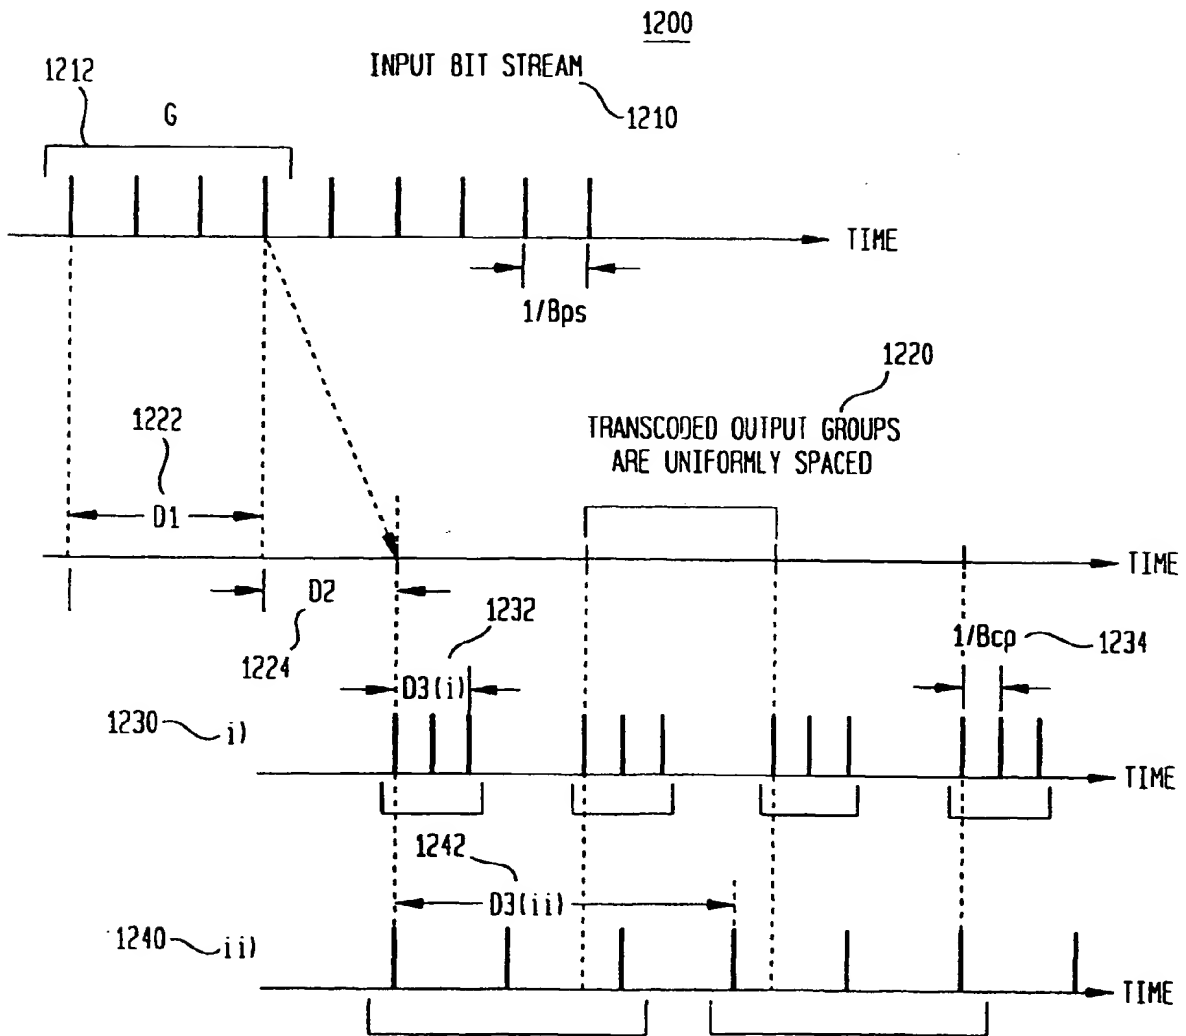 1200
1212
INPUT BIT STREAM
G
1210
TIME
1/Bps
1220
1222
TRANSCODED OUTPUT GROUPS
ARE UNIFORMLY SPACED
D1
TIME
D2
1232
1/Bcp
1234
1224
D3(i)
1230
i)
TIME
1242
D3(ii)
1240
ii)
TIME